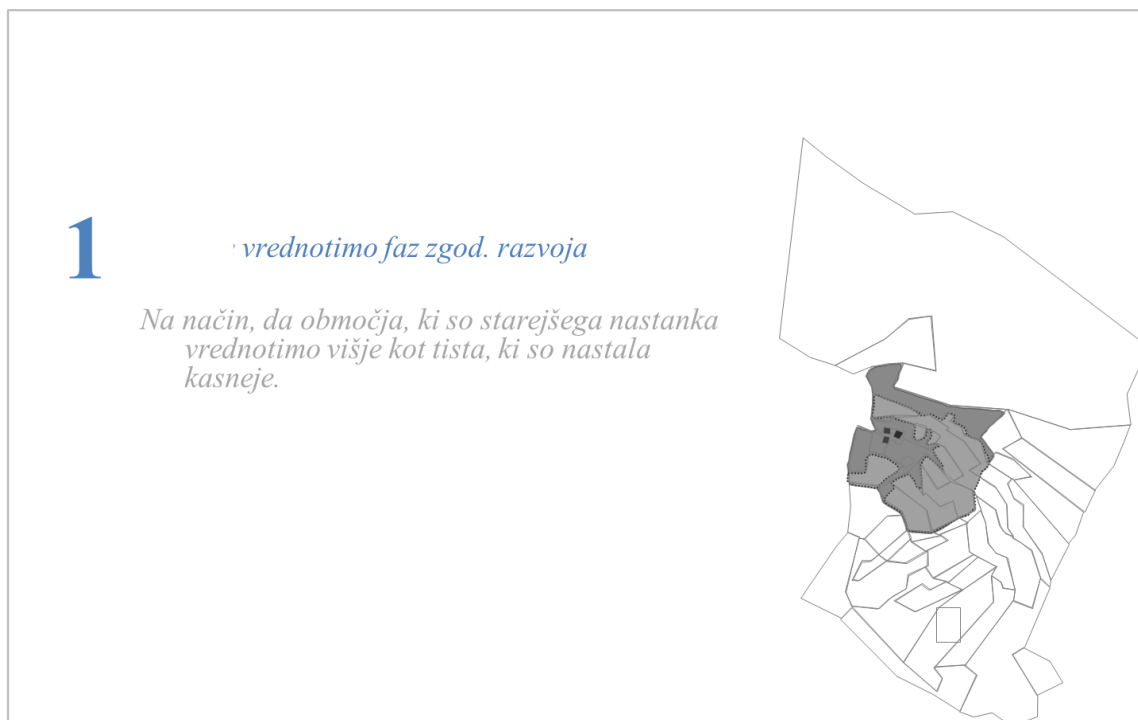 1
vrednotimo faz zgod. razvoja
Na način, da območja, ki so starejšega nastanka
vrednotimo višje kot tista, ki so nastala
kasneje.